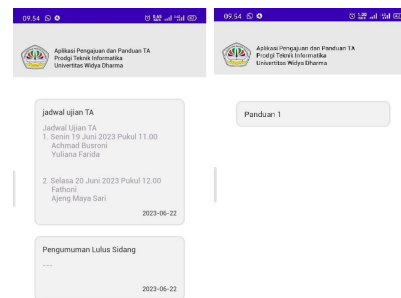 09.54
Aplikasi Pengajuan dan Panduan TA
Prodgi Teknik Informatika
Univertitas Widya Dharma
jadwal ujian TA
Jadwal Ujian TA
1. Senin 19 Juni 2023 Pukul 11.00
Achmad Busroni
Yuliana Farida
2. Selasa 20 Juni 2023 Pukul 12.00
Fathoni
Ajeng Maya Sari
2023-06-22
Pengumuman Lulus Sidang
---
2023-06-22
09.54
Aplikasi Pengajuan dan Panduan TA
Prodgi Teknik Informatika
Univertitas Widya Dharma
Panduan 1